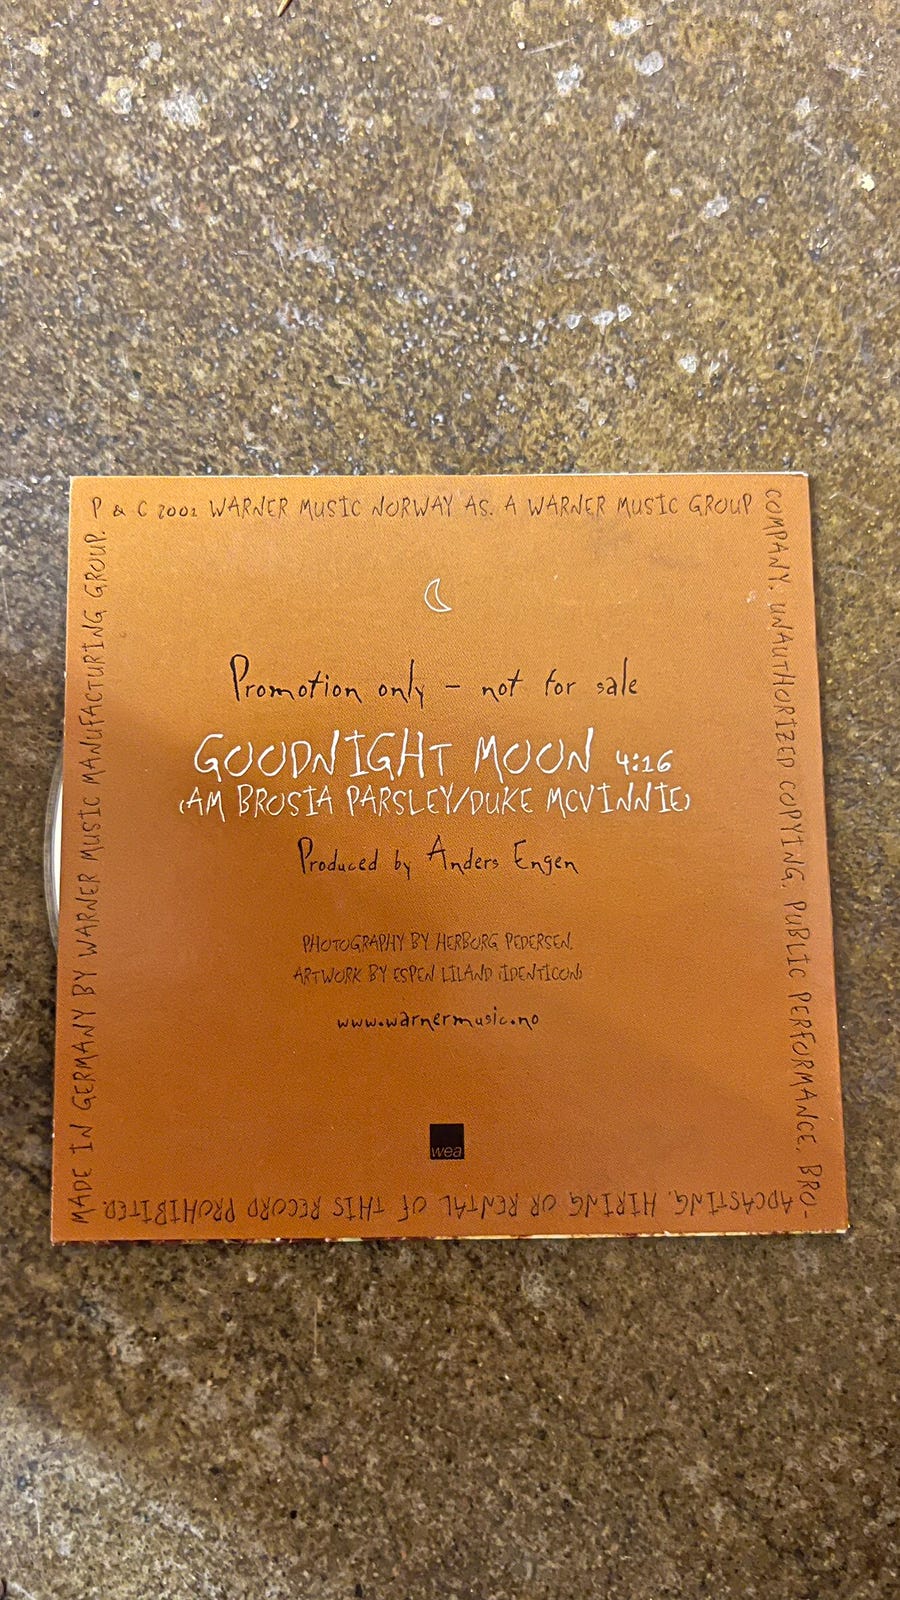 P & C 2002 WARNER MUSIC NORWAY AS. A WARNER MUSIC GROUP
COMPANY. UNAUTHORIZED COPYING, PUBLIC PERFORMANCE, BRO-
ADCASTING, HIRING OR RENTAL OF THIS RECORD PROHIBITED.
MADE IN GERMANY BY WARNER MUSIC MANUFACTURING GROUP.
Promotion only – not for sale
GOODNIGHT MOON 4:16
(AM BROSIA PARSLEY/DUKE MCVINNIE)
Produced by Anders Engen
PHOTOGRAPHY BY HERBORG PEDERSEN.
ARTWORK BY ESPEN LILAND (IDENTICON)
www.warnermusic.no
wea